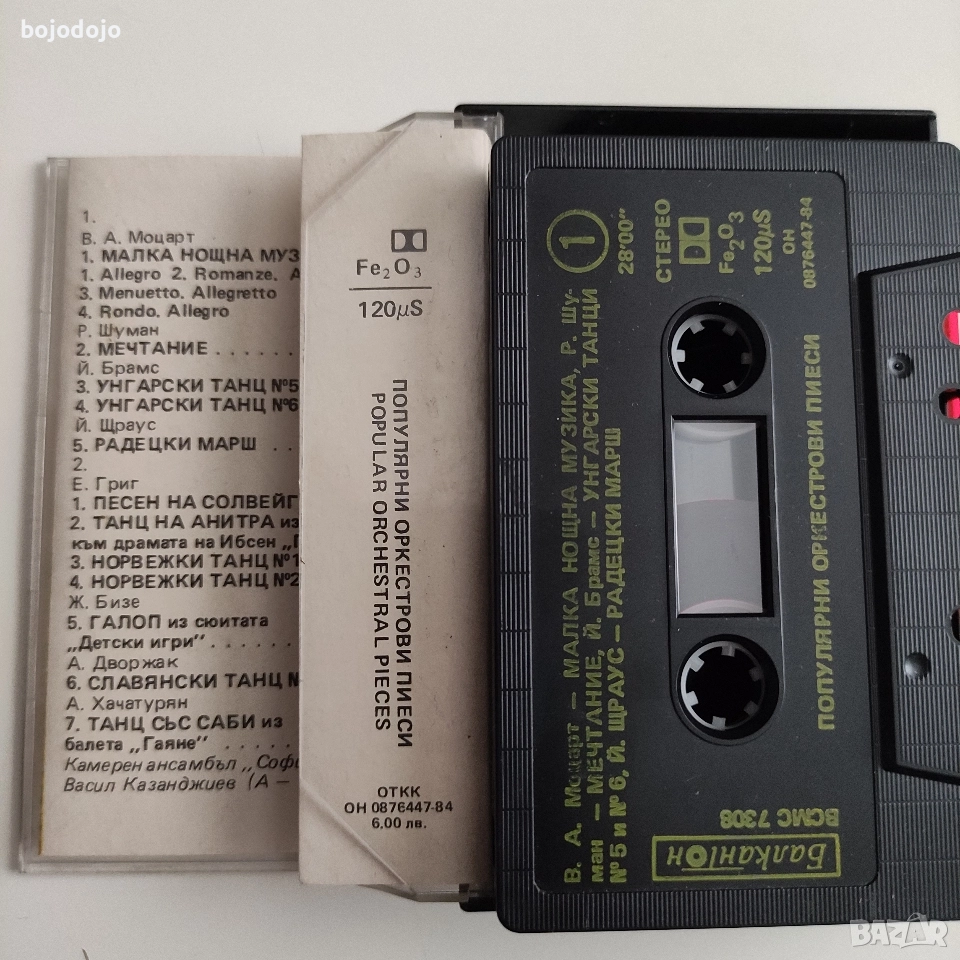 bojodojo
1.
В. А. Моцарт
1. МАЛКА НОЩНА МУЗ
1. Allegro 2. Romanze. A
3. Menuetto. Allegretto
4. Rondo. Allegro
Р. Шуман
2. МЕЧТАНИЕ . . . . . . .
Й. Брамс
3. УНГАРСКИ ТАНЦ №5
4. УНГАРСКИ ТАНЦ №6
Й. Щраус
5. РАДЕЦКИ МАРШ . .
2.
Е. Григ
1. ПЕСЕН НА СОЛВЕЙГ
2. ТАНЦ НА АНИТРА из
към драмата на Ибсен „
3. НОРВЕЖКИ ТАНЦ №1
4. НОРВЕЖКИ ТАНЦ №2
Ж. Бизе
5. ГАЛОП из сюитата
„Детски игри" . . . . . . .
А. Дворжак
6. СЛАВЯНСКИ ТАНЦ
А. Хачатурян
7. ТАНЦ СЪС САБИ из
балета „Гаяне" . . . . . .
Камерен ансамбъл „Соф
Васил Казанджиев (А –
Fe2O3
120µS
ПОПУЛЯРНИ ОРКЕСТРОВИ ПИЕСИ
POPULAR ORCHESTRAL PIECES
ОТКК
ОН 0876447-84
6,00 лв.
1
28'00"
СТЕРЕО
Fe2O3
120µS
ОН
0876447-84
В. А. Моцарт – МАЛКА НОЩНА МУЗИКА, Р. Шу-
ман – МЕЧТАНИЕ, Й. Брамс – УНГАРСКИ ТАНЦИ
№ 5 и № 6, Й. ЩРАУС – РАДЕЦКИ МАРШ
ПОПУЛЯРНИ ОРКЕСТРОВИ ПИЕСИ
Балкантон
ВСМС 7308
BAZAR